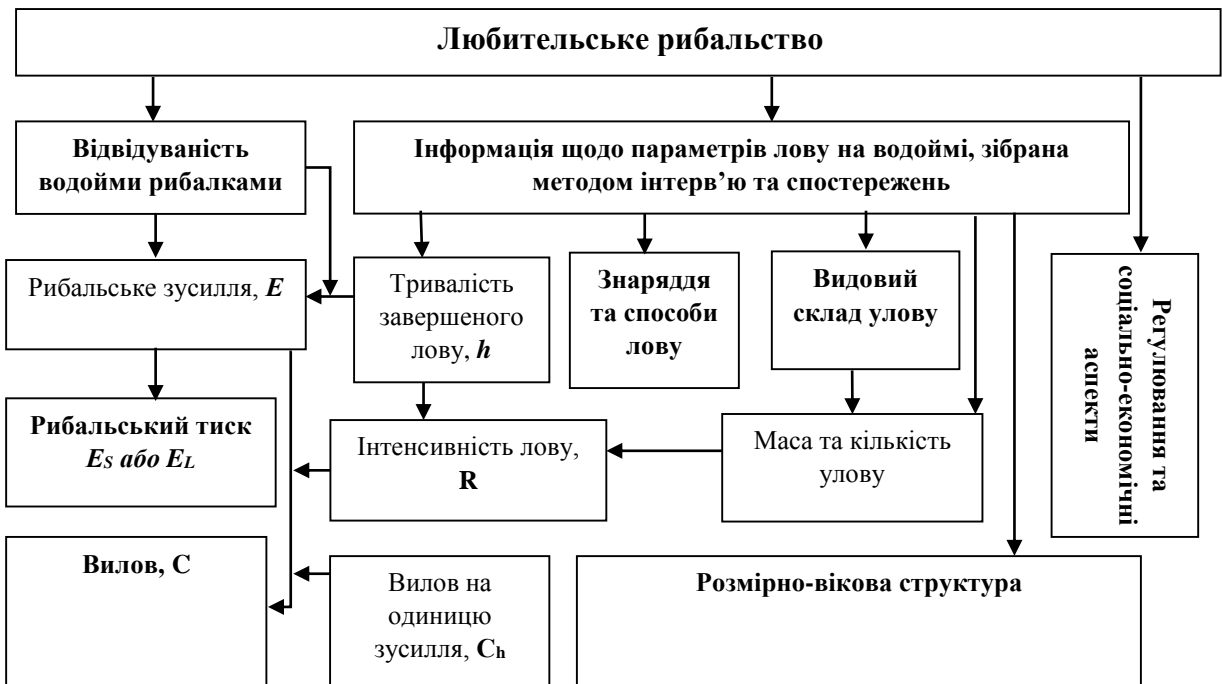 Любительське рибальство
Відвідуваність
водойми рибалками
Інформація щодо параметрів лову на водоймі, зібрана
методом інтерв’ю та спостережень
Рибальське зусилля, E
Тривалість
завершеного
лову, h
Знаряддя
та способи
лову
Видовий
склад улову
Регулювання та
соціально-економічні
аспекти
Рибальський тиск
ES або EL
Інтенсивність лову,
R
Маса та кількість
улову
Вилов, C
Вилов на
одиницю
зусилля, Ch
Розмірно-вікова структура